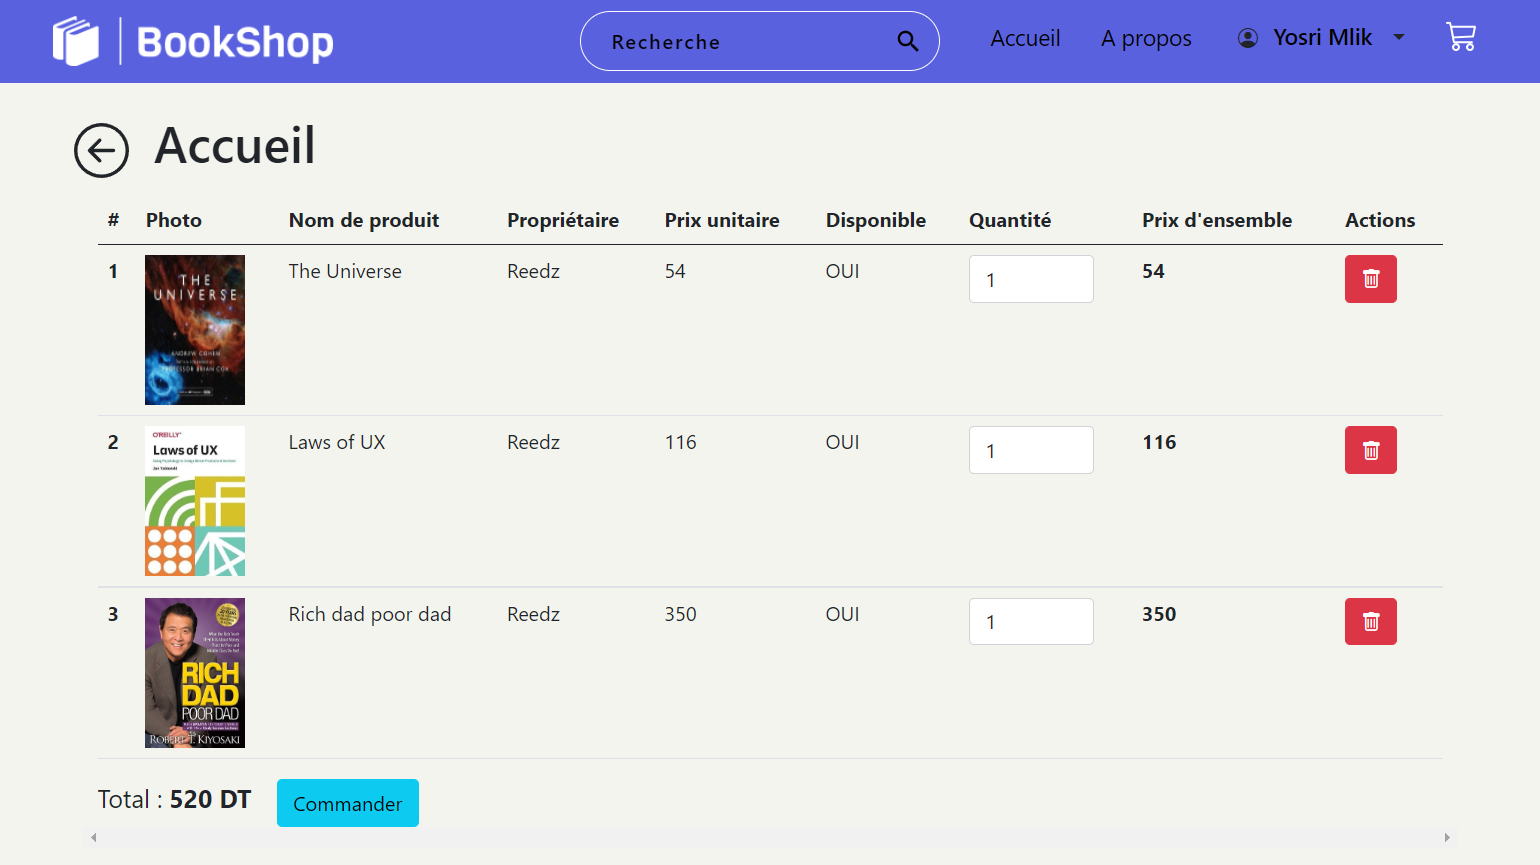 BookShop
Recherche
Accueil
A propos
Yosri Mlik
Accueil
# Photo Nom de produit Propriétaire Prix unitaire Disponible Quantité Prix d'ensemble Actions
1 The Universe Reedz 54 OUI 1 54
THE
UNIVERSE
ANDREW COHEN
PROFESSOR BRIAN COX
2 Laws of UX Reedz 116 OUI 1 116
O'REILLY
Laws of UX
3 Rich dad poor dad Reedz 350 OUI 1 350
RICH
DAD
POOR DAD
ROBERT T. KIYOSAKI
Total : 520 DT
Commander